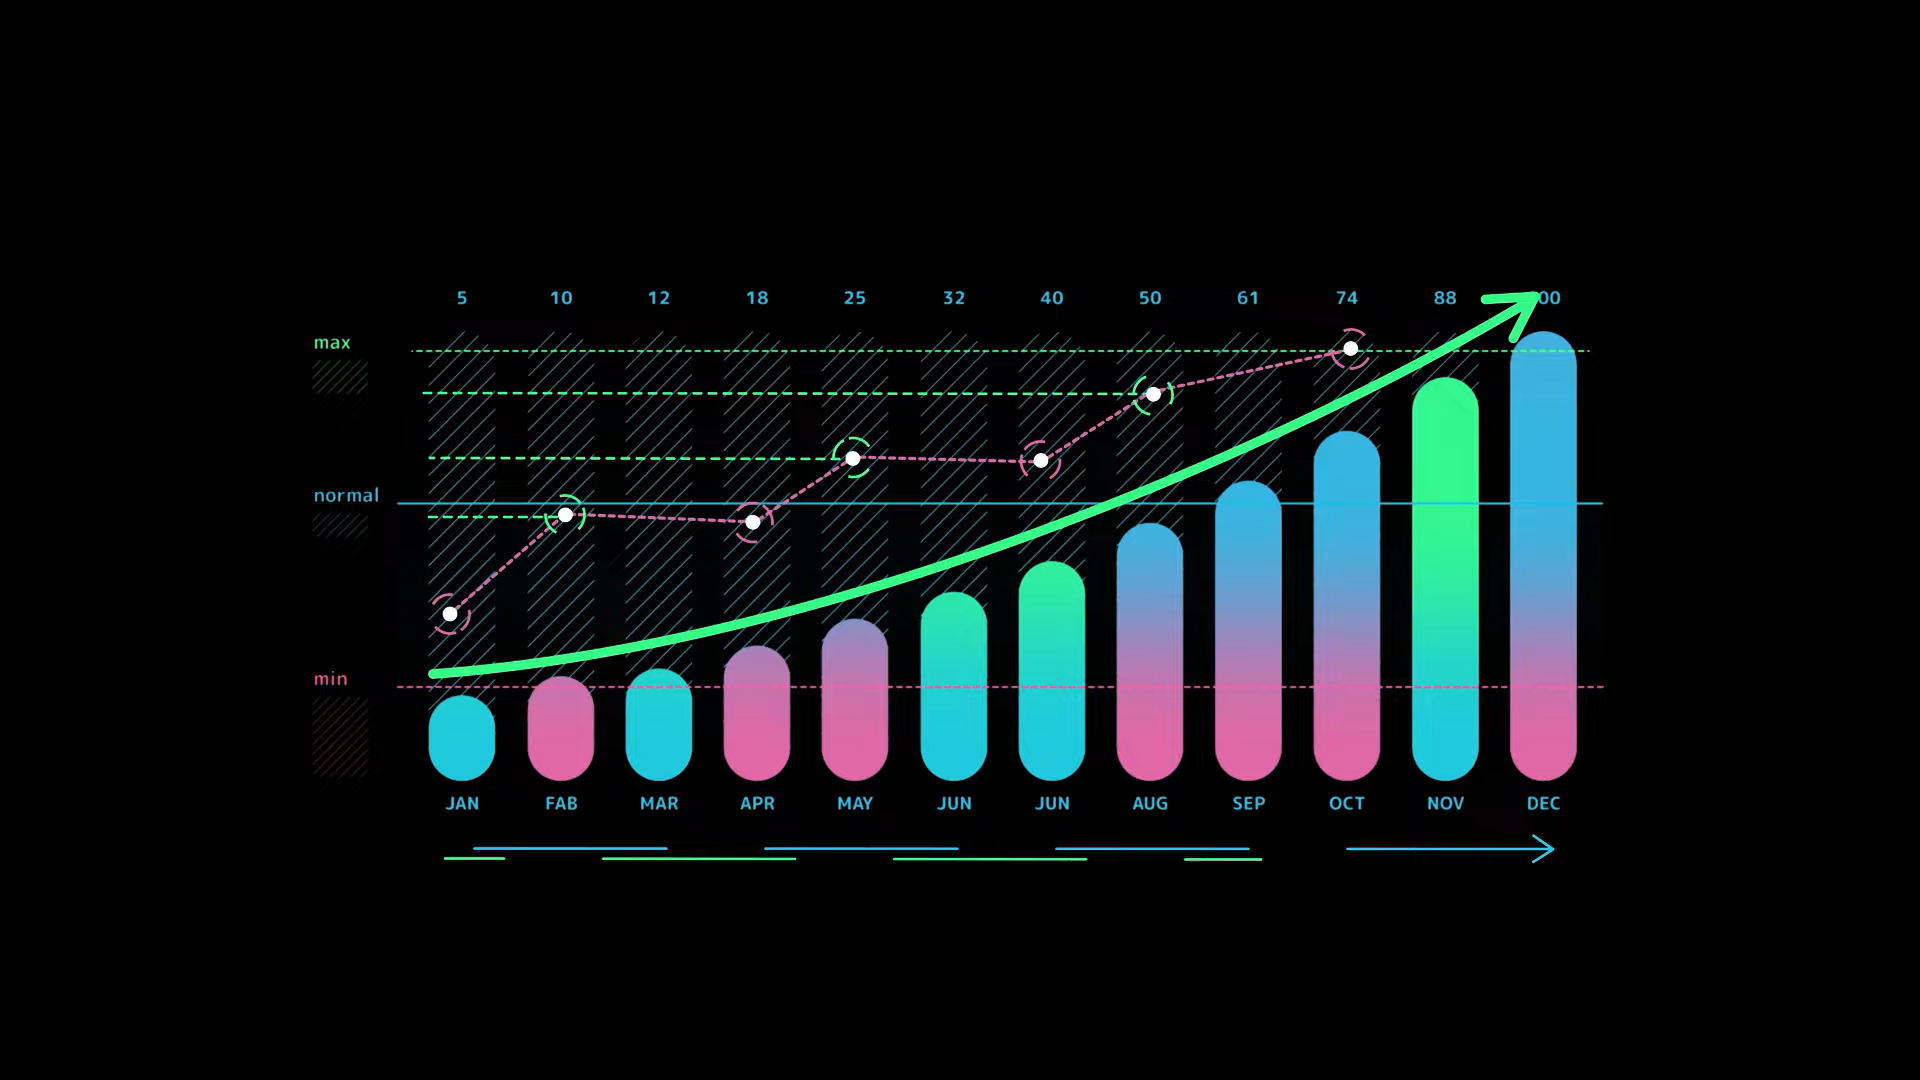 5 10 12 18 25 32 40 50 61 74 88 00
max
normal
min
JAN FAB MAR APR MAY JUN JUN AUG SEP OCT NOV DEC